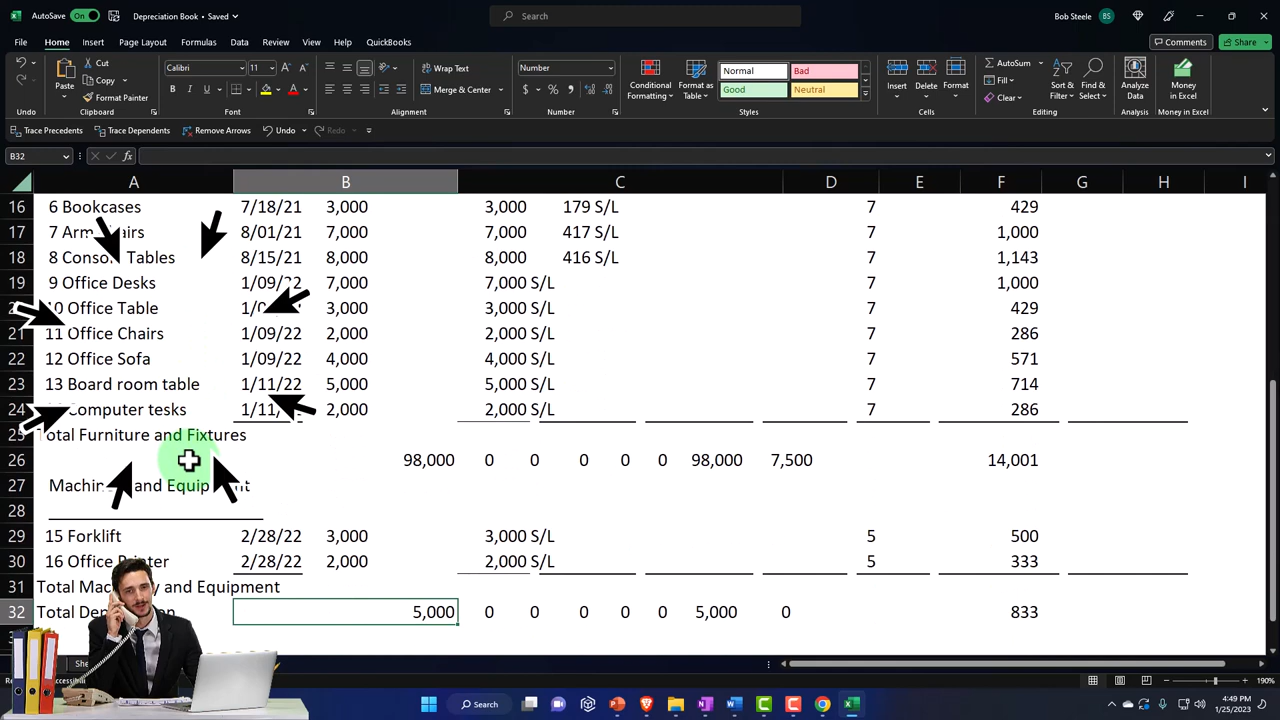 AutoSave On Depreciation Book • Saved Search Bob Steele BS
File Home Insert Page Layout Formulas Data Review View Help QuickBooks Comments Share
Cut Calibri 11 Wrap Text Number Normal Bad AutoSum
Paste Copy Conditional Format as Insert Delete Format Fill Sort & Find & Analyze Money
Format Painter B I U Merge & Center $ % Formatting Table Good Neutral Clear Filter Select Data in Excel
Undo Clipboard Font Alignment Number Styles Cells Editing Analysis Money in Excel
Trace Precedents Trace Dependents Remove Arrows Undo Redo
B32 fx
A B C D E F G H I
16 6 Bookcases 7/18/21 3,000 3,000 179 S/L 7 429
17 7 Arm Chairs 8/01/21 7,000 7,000 417 S/L 7 1,000
18 8 Console Tables 8/15/21 8,000 8,000 416 S/L 7 1,143
19 9 Office Desks 1/09/22 7,000 7,000 S/L 7 1,000
10 Office Table 3,000 3,000 S/L 7 429
21 11 Office Chairs 1/09/22 2,000 2,000 S/L 7 286
22 12 Office Sofa 1/09/22 4,000 4,000 S/L 7 571
23 13 Board room table 1/11/22 5,000 5,000 S/L 7 714
24 Computer tesks 2,000 2,000 S/L 7 286
25 Total Furniture and Fixtures
26 98,000 0 0 0 0 98,000 7,500 14,001
27 and
28
29 15 Forklift 2/28/22 3,000 3,000 S/L 5 500
30 16 Office Printer 2/28/22 2,000 2,000 S/L 5 333
31 Total Machinery and Equipment
32 Total 5,000 0 0 0 0 5,000 0 833
190%
Search 4:49 PM
1/25/2023